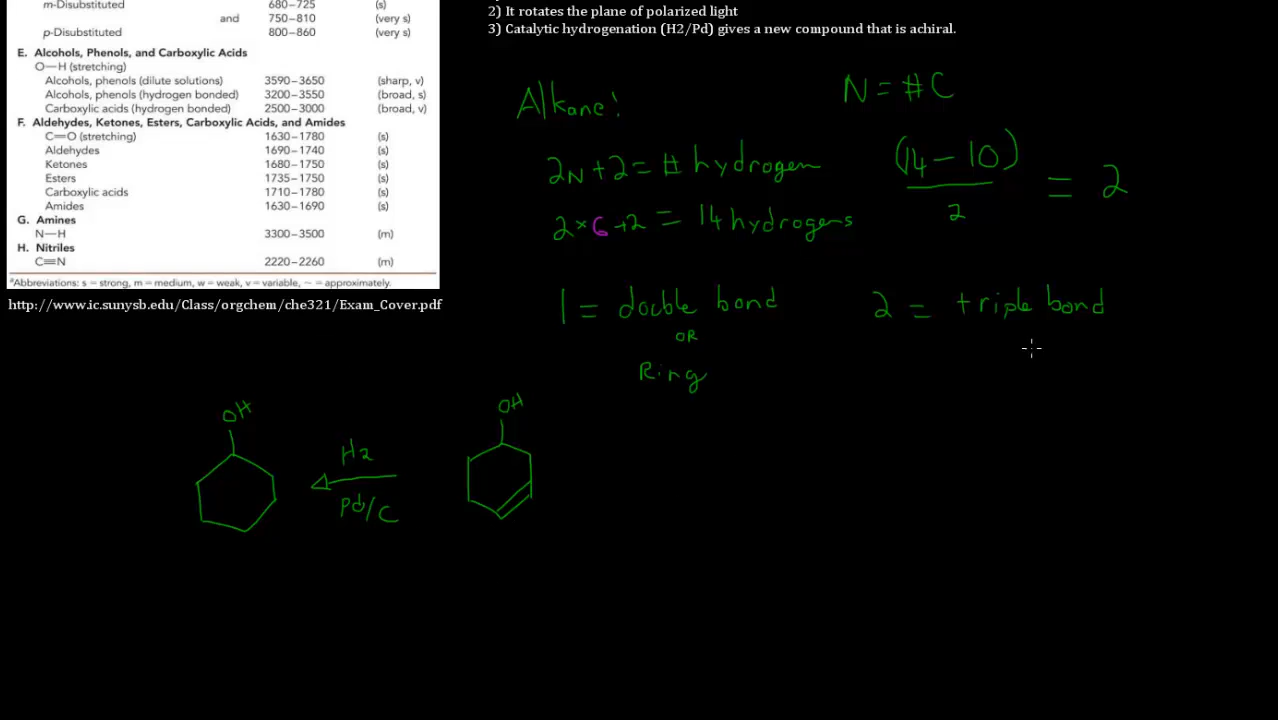 m-Disubstituted 680–725 (s)
and 750–810 (very s)
p-Disubstituted 800–860 (very s)
E. Alcohols, Phenols, and Carboxylic Acids
O—H (stretching)
Alcohols, phenols (dilute solutions) 3590–3650 (sharp, v)
Alcohols, phenols (hydrogen bonded) 3200–3550 (broad, s)
Carboxylic acids (hydrogen bonded) 2500–3000 (broad, v)
F. Aldehydes, Ketones, Esters, Carboxylic Acids, and Amides
C=O (stretching) 1630–1780 (s)
Aldehydes 1690–1740 (s)
Ketones 1680–1750 (s)
Esters 1735–1750 (s)
Carboxylic acids 1710–1780 (s)
Amides 1630–1690 (s)
G. Amines
N—H 3300–3500 (m)
H. Nitriles
C≡N 2220–2260 (m)
ᵃAbbreviations: s = strong, m = medium, w = weak, v = variable, ~ = approximately.
http://www.ic.sunysb.edu/Class/orgchem/che321/Exam_Cover.pdf
2) It rotates the plane of polarized light
3) Catalytic hydrogenation (H2/Pd) gives a new compound that is achiral.
Alkane!
N = #C
2N+2 = # hydrogen
2×6+2 = 14 hydrogens
(14 – 10)
2
= 2
1 = double bond
OR
Ring
2 = triple bond
OH
H2
Pd/C
OH